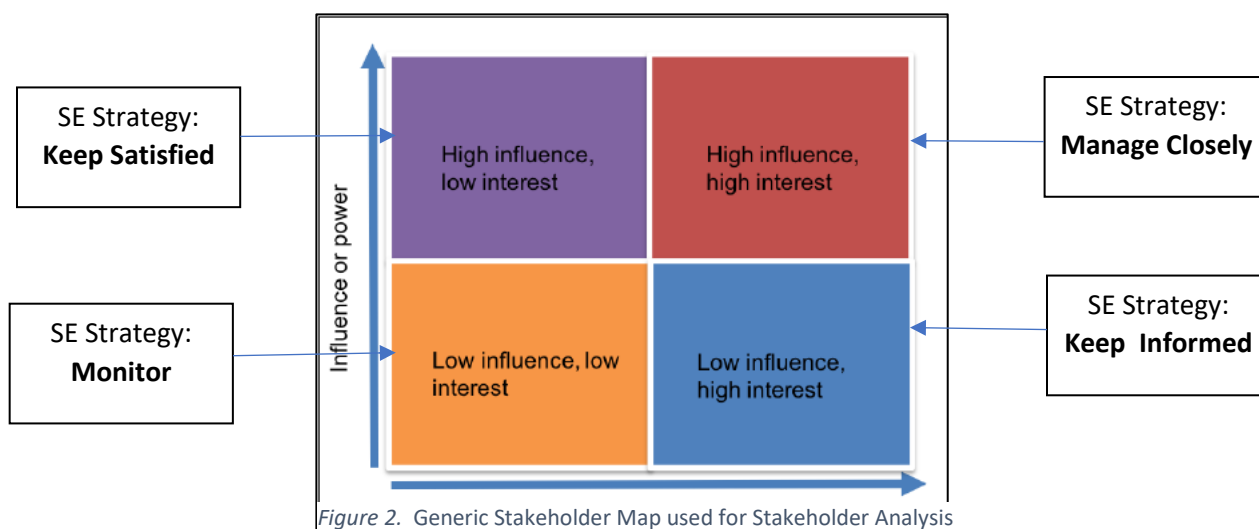 SE Strategy:
Keep Satisfied
SE Strategy:
Manage Closely
High influence,
low interest
High influence,
high interest
Influence or power
SE Strategy:
Monitor
SE Strategy:
Keep Informed
Low influence, low
interest
Low influence,
high interest
Figure 2. Generic Stakeholder Map used for Stakeholder Analysis